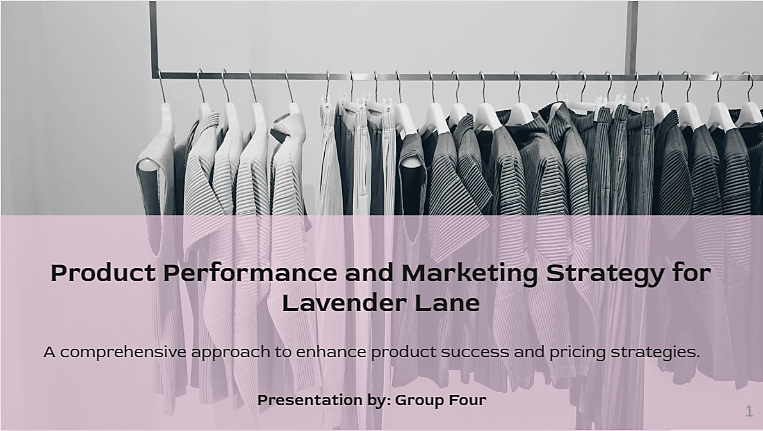 Product Performance and Marketing Strategy for
Lavender Lane
A comprehensive approach to enhance product success and pricing strategies.
Presentation by: Group Four
1